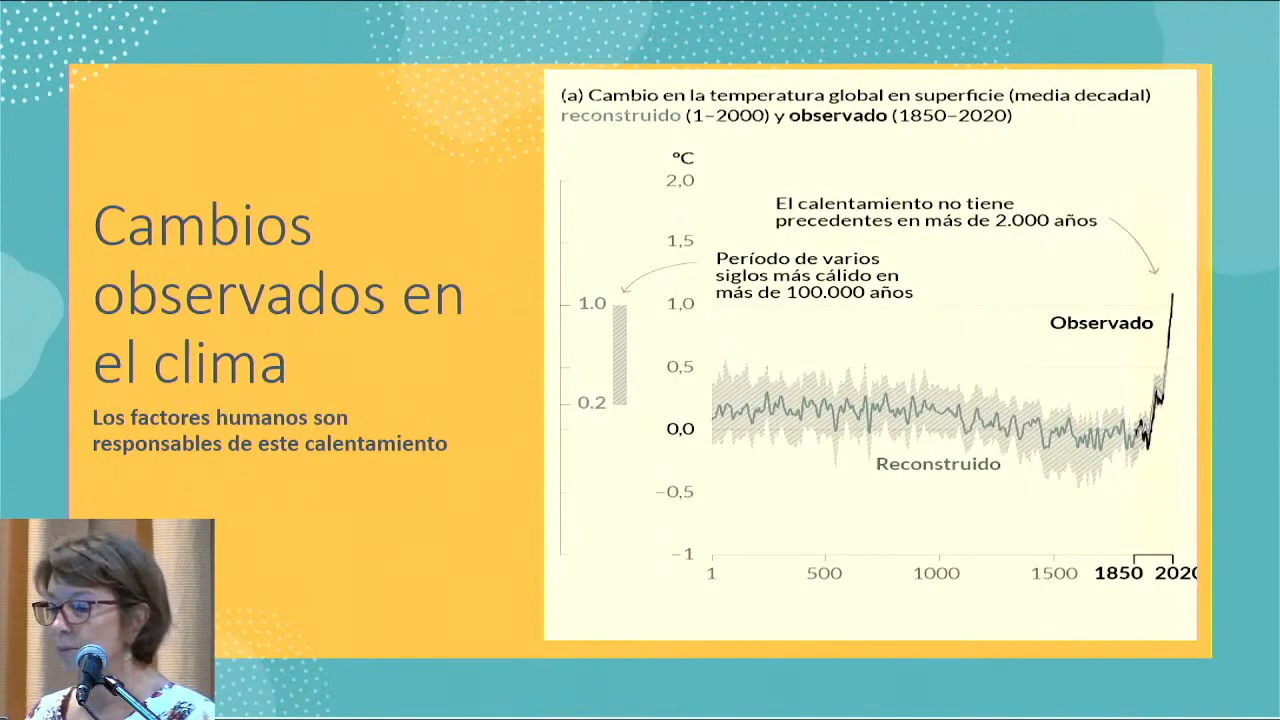 Cambios
observados en
el clima
Los factores humanos son
responsables de este calentamiento
(a) Cambio en la temperatura global en superficie (media decadal)
reconstruido (1–2000) y observado (1850–2020)
ºC
2,0
1,5
1,0
0,5
0,0
–0,5
–1
1.0
0.2
El calentamiento no tiene
precedentes en más de 2.000 años
Período de varios
siglos más cálido en
más de 100.000 años
Observado
Reconstruido
1 500 1000 1500 1850 2020